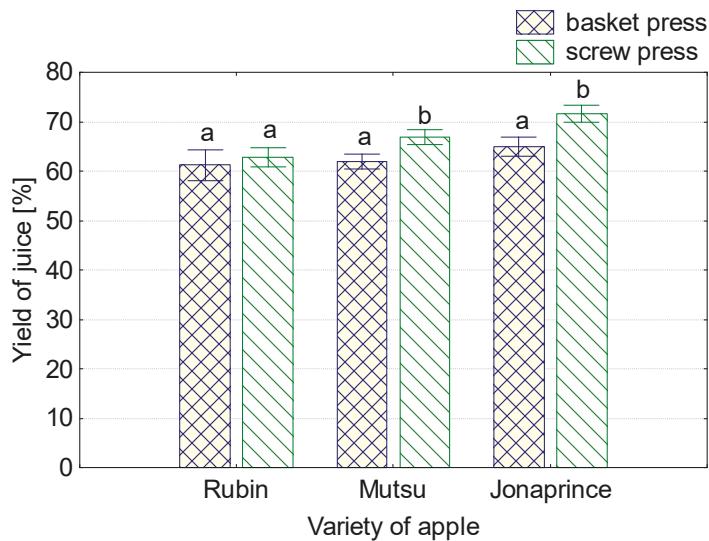 basket press
screw press
80
70
60
50
40
30
20
10
0
Yield of juice [%]
a a a b a b
Rubin Mutsu Jonaprince
Variety of apple